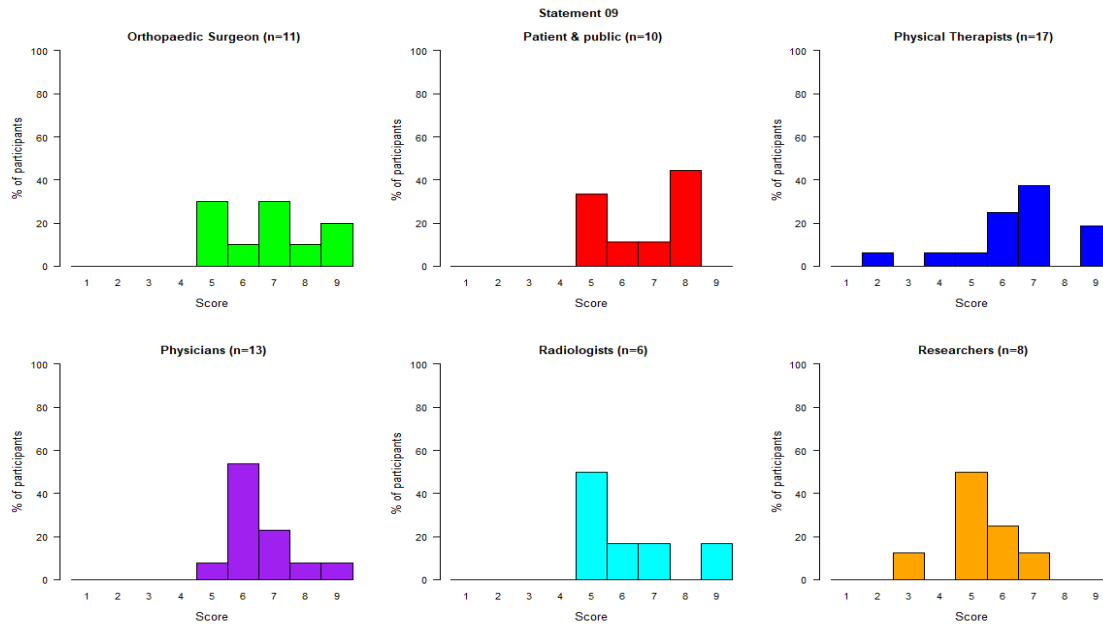 Statement 09
Orthopaedic Surgeon (n=11)
% of participants
100
80
60
40
20
0
1 2 3 4 5 6 7 8 9
Score
Patient & public (n=10)
% of participants
100
80
60
40
20
0
1 2 3 4 5 6 7 8 9
Score
Physical Therapists (n=17)
% of participants
100
80
60
40
20
0
1 2 3 4 5 6 7 8 9
Score
Physicians (n=13)
% of participants
100
80
60
40
20
0
1 2 3 4 5 6 7 8 9
Score
Radiologists (n=6)
% of participants
100
80
60
40
20
0
1 2 3 4 5 6 7 8 9
Score
Researchers (n=8)
% of participants
100
80
60
40
20
0
1 2 3 4 5 6 7 8 9
Score